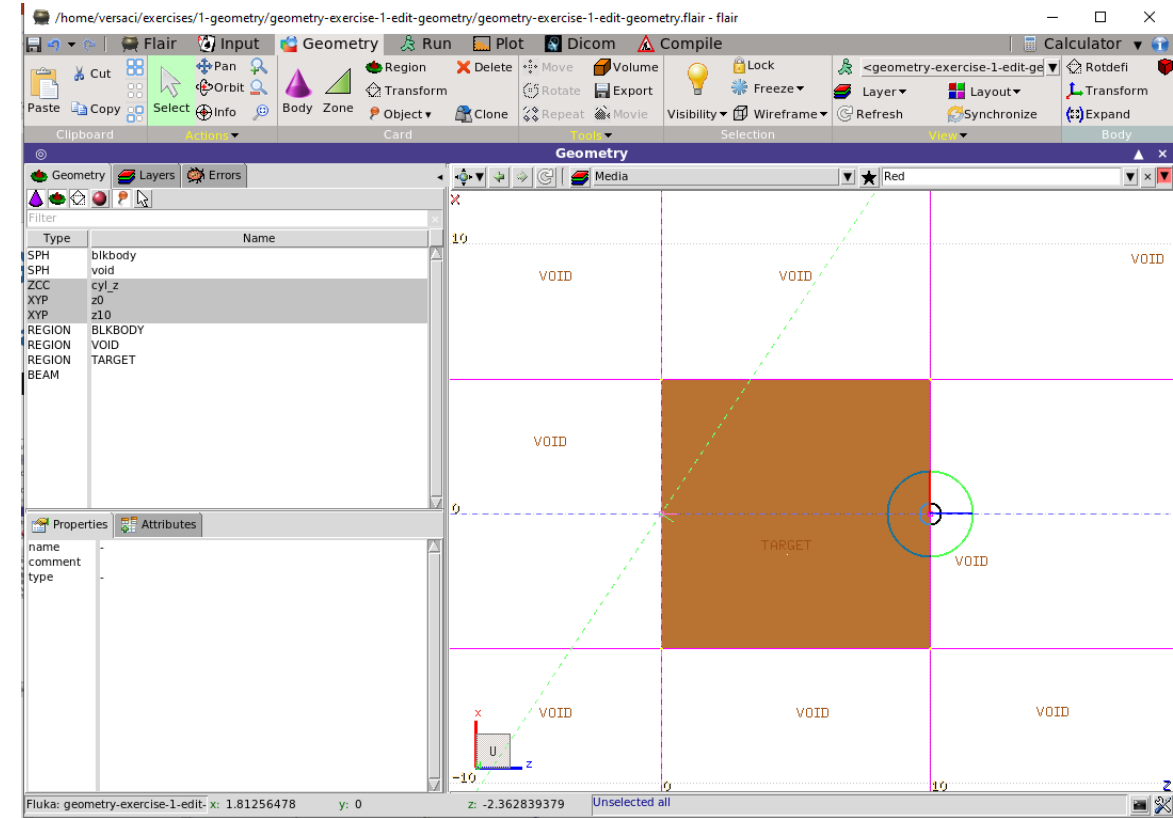 /home/versaci/exercises/1-geometry/geometry-exercise-1-edit-geometry/geometry-exercise-1-edit-geometry.flair - flair
Flair Input Geometry Run Plot Dicom Compile Calculator
Paste Cut Copy Select Pan Orbit Info Body Zone Region Transform Object Delete Clone Move Rotate Repeat Volume Export Movie Visibility Lock Freeze Wireframe <geometry-exercise-1-edit-ge Layer Refresh Layout Synchronize Rotdefi Transform Expand
Clipboard Actions Card Tools Selection View Body
Geometry
Geometry Layers Errors
Media Red
Filter
Type Name
SPH blkbody
SPH void
ZCC cyl_z
XYP z0
XYP z10
REGION BLKBODY
REGION VOID
REGION TARGET
BEAM
Properties Attributes
name -
comment
type -
x
10
VOID VOID VOID
VOID
0
TARGET
VOID
VOID VOID VOID
x
U
z
-10
0 10 z
Fluka: geometry-exercise-1-edit- x: 1.81256478 y: 0 z: -2.362839379 Unselected all